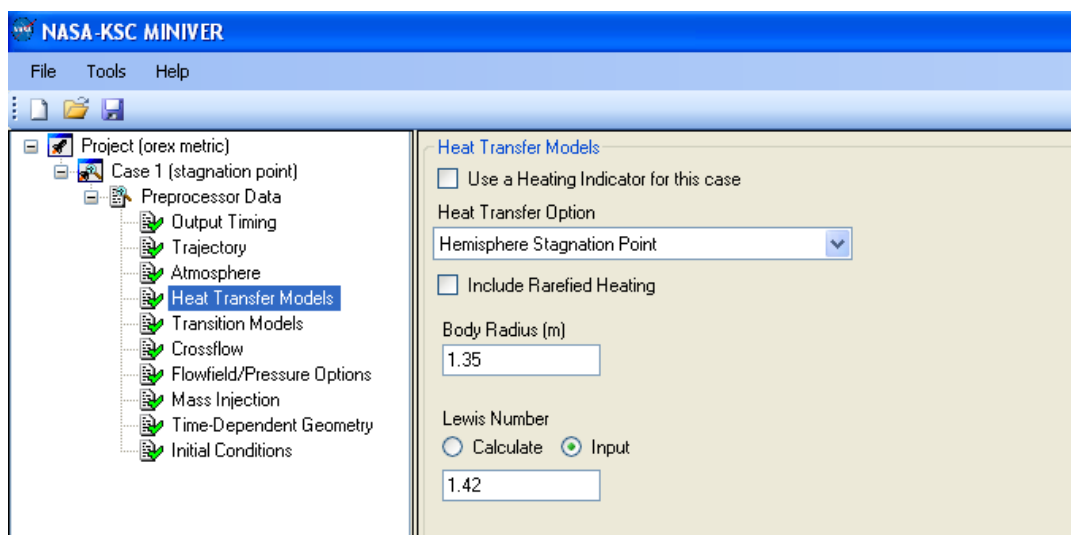 NASA-KSC MINIVER
File Tools Help
Project (orex metric)
Case 1 (stagnation point)
Preprocessor Data
Output Timing
Trajectory
Atmosphere
Heat Transfer Models
Transition Models
Crossflow
Flowfield/Pressure Options
Mass Injection
Time-Dependent Geometry
Initial Conditions
Heat Transfer Models
Use a Heating Indicator for this case
Heat Transfer Option
Hemisphere Stagnation Point
Include Rarefied Heating
Body Radius (m)
1.35
Lewis Number
Calculate Input
1.42